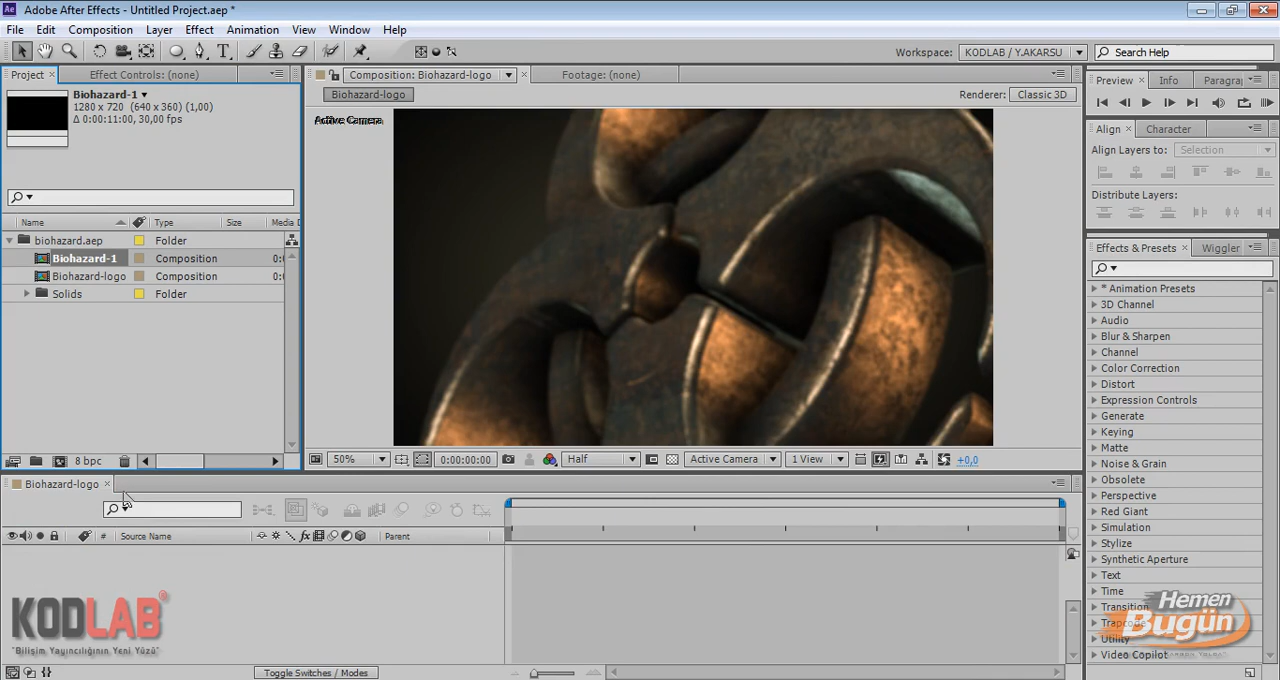 Adobe After Effects - Untitled Project.aep *
File Edit Composition Layer Effect Animation View Window Help
Workspace: KODLAB / Y.AKARSU Search Help
Project Effect Controls: (none) Composition: Biohazard-logo Footage: (none) Preview Info Paragra
Biohazard-1
1280 x 720 (640 x 360) (1,00)
Δ 0:00:11:00, 30,00 fps
Biohazard-logo Renderer: Classic 3D
Active Camera
Align Character
Align Layers to: Selection
Distribute Layers:
Name Type Size Media D
biohazard.aep Folder
Biohazard-1 Composition 0:
Biohazard-logo Composition 0:
Solids Folder
Effects & Presets Wiggler
* Animation Presets
3D Channel
Audio
Blur & Sharpen
Channel
Color Correction
Distort
Expression Controls
Generate
Keying
Matte
Noise & Grain
Obsolete
Perspective
Red Giant
Simulation
Stylize
Synthetic Aperture
Text
Time
Transition
Trapcode
Utility
Video Copilot
8 bpc 50% 0:00:00:00 Half Active Camera 1 View +0,0
Biohazard-logo
# Source Name Parent
KODLAB®
"Bilişim Yayıncılığının Yeni Yüzü"
Hemen
Bugün
Toggle Switches / Modes